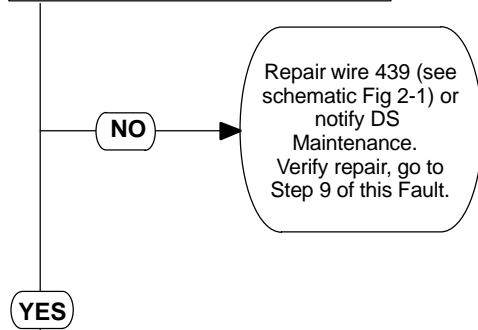 Repair wire 439 (see
schematic Fig 2-1) or
notify DS
Maintenance.
Verify repair, go to
Step 9 of this Fault.
NO
YES